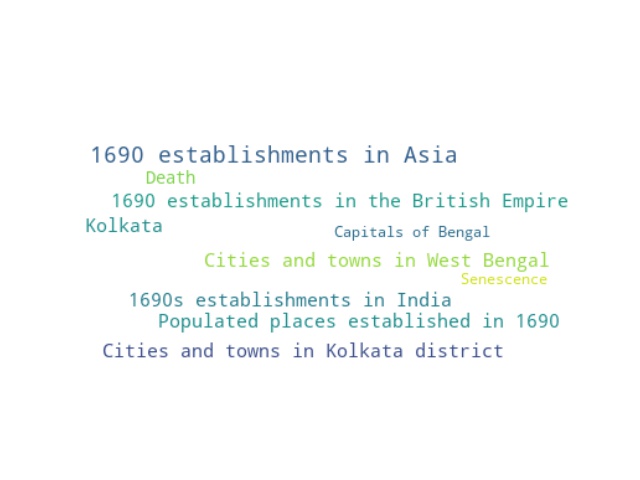 1690 establishments in Asia
Death
1690 establishments in the British Empire
Kolkata
Capitals of Bengal
Cities and towns in West Bengal
Senescence
1690s establishments in India
Populated places established in 1690
Cities and towns in Kolkata district